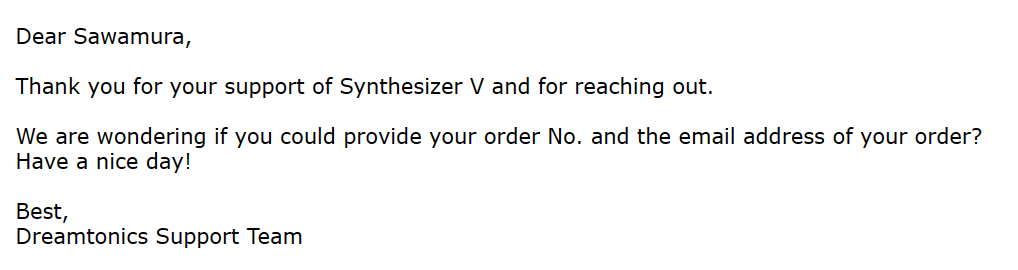 Dear Sawamura,
Thank you for your support of Synthesizer V and for reaching out.
We are wondering if you could provide your order No. and the email address of your order?
Have a nice day!
Best,
Dreamtonics Support Team